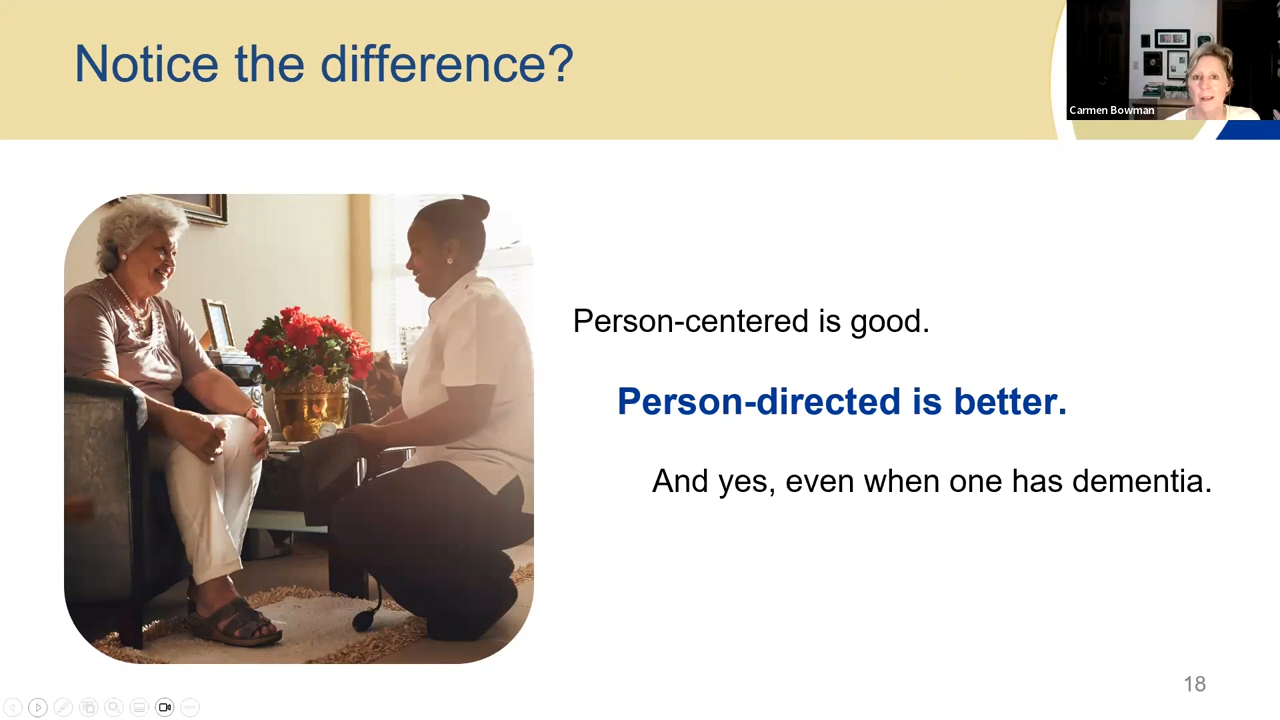 Notice the difference?
Carmen Bowman
Person-centered is good.
Person-directed is better.
And yes, even when one has dementia.
18